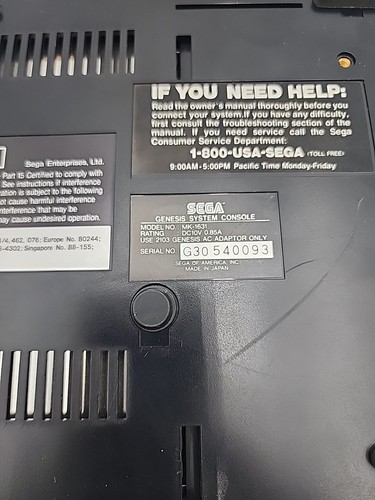 IF YOU NEED HELP:
Read the owner's manual thoroughly before you
connect your system.If you have any difficulty,
first consult the troubleshooting section of the
manual. If you need service call the Sega
Consumer Service Department:
1-800-USA-SEGA (TOLL FREE)
9:00AM-5:00PM Pacific Time Monday-Friday
Sega Enterprises, Ltd.
Part 15 Certified to comply with
See instructions if interference
eration is subject to the following
ot cause harmful interference
interference that may be
may cause undesired operation.
/4,462, 076; Europe No. 80244;
-4302; Singapore No. 88-155;
SEGA
GENESIS SYSTEM CONSOLE
MODEL NO. : MK-1631
RATING : DC10V 0.85A
USE 2103 GENESIS AC ADAPTOR ONLY
SERIAL NO. G30540093
SEGA OF AMERICA, INC.
MADE IN JAPAN